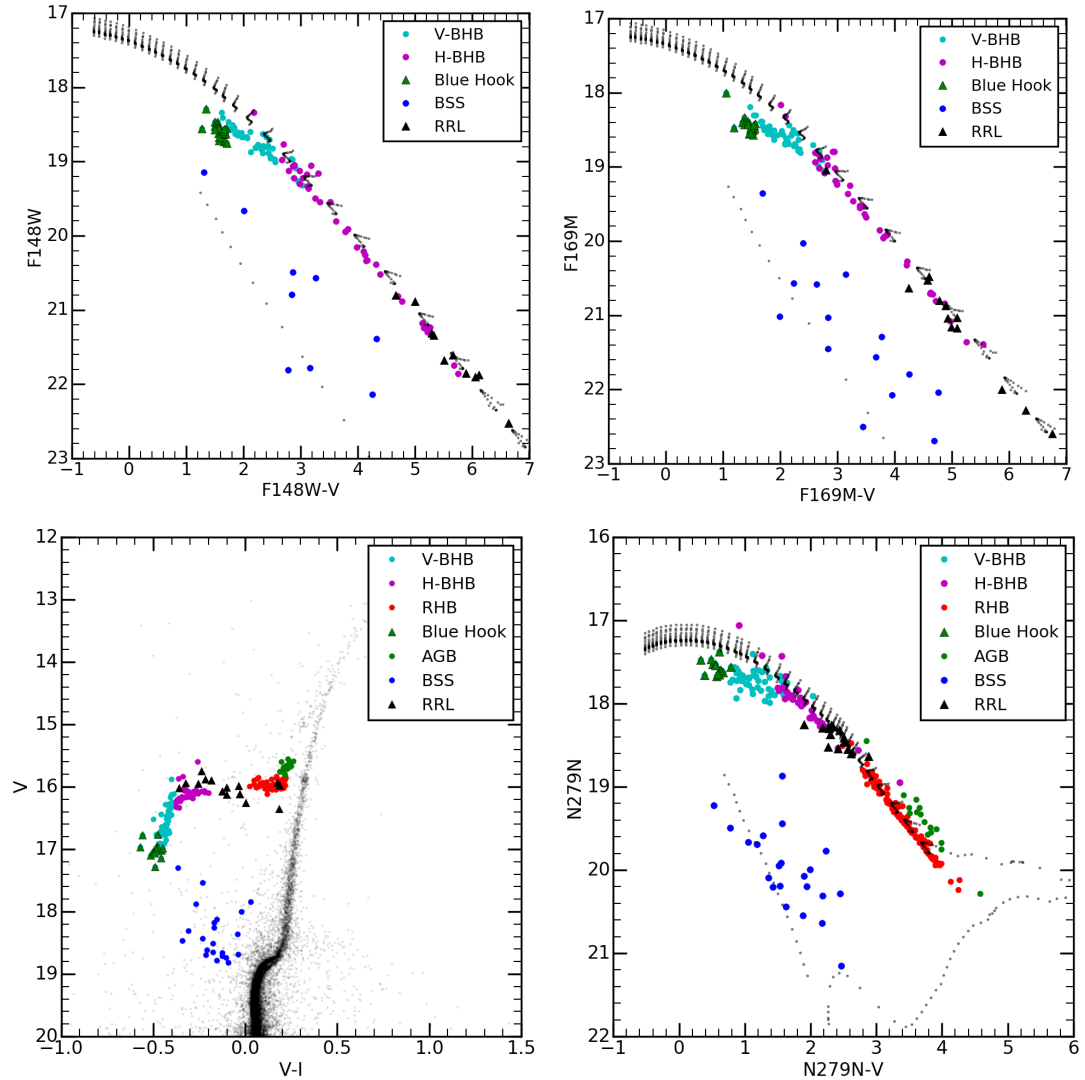 17
18
19
20
21
22
23
F148W
−1 0 1 2 3 4 5 6 7
F148W-V
V-BHB
H-BHB
Blue Hook
BSS
RRL
17
18
19
20
21
22
23
F169M
−1 0 1 2 3 4 5 6 7
F169M-V
V-BHB
H-BHB
Blue Hook
BSS
RRL
12
13
14
15
16
17
18
19
20
V
−1.0 −0.5 0.0 0.5 1.0 1.5
V-I
V-BHB
H-BHB
RHB
Blue Hook
AGB
BSS
RRL
16
17
18
19
20
21
22
N279N
−1 0 1 2 3 4 5 6
N279N-V
V-BHB
H-BHB
RHB
Blue Hook
AGB
BSS
RRL